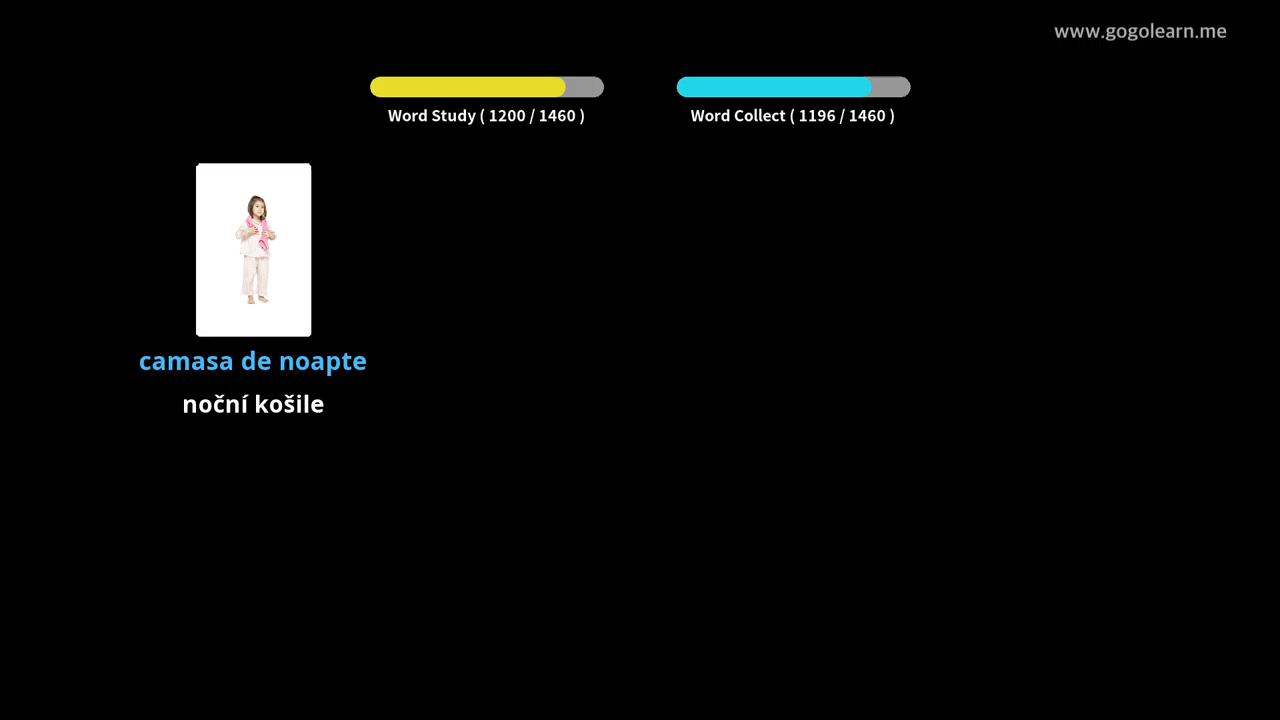 www.gogolearn.me
Word Study ( 1200 / 1460 )
Word Collect ( 1196 / 1460 )
camasa de noapte
noční košile